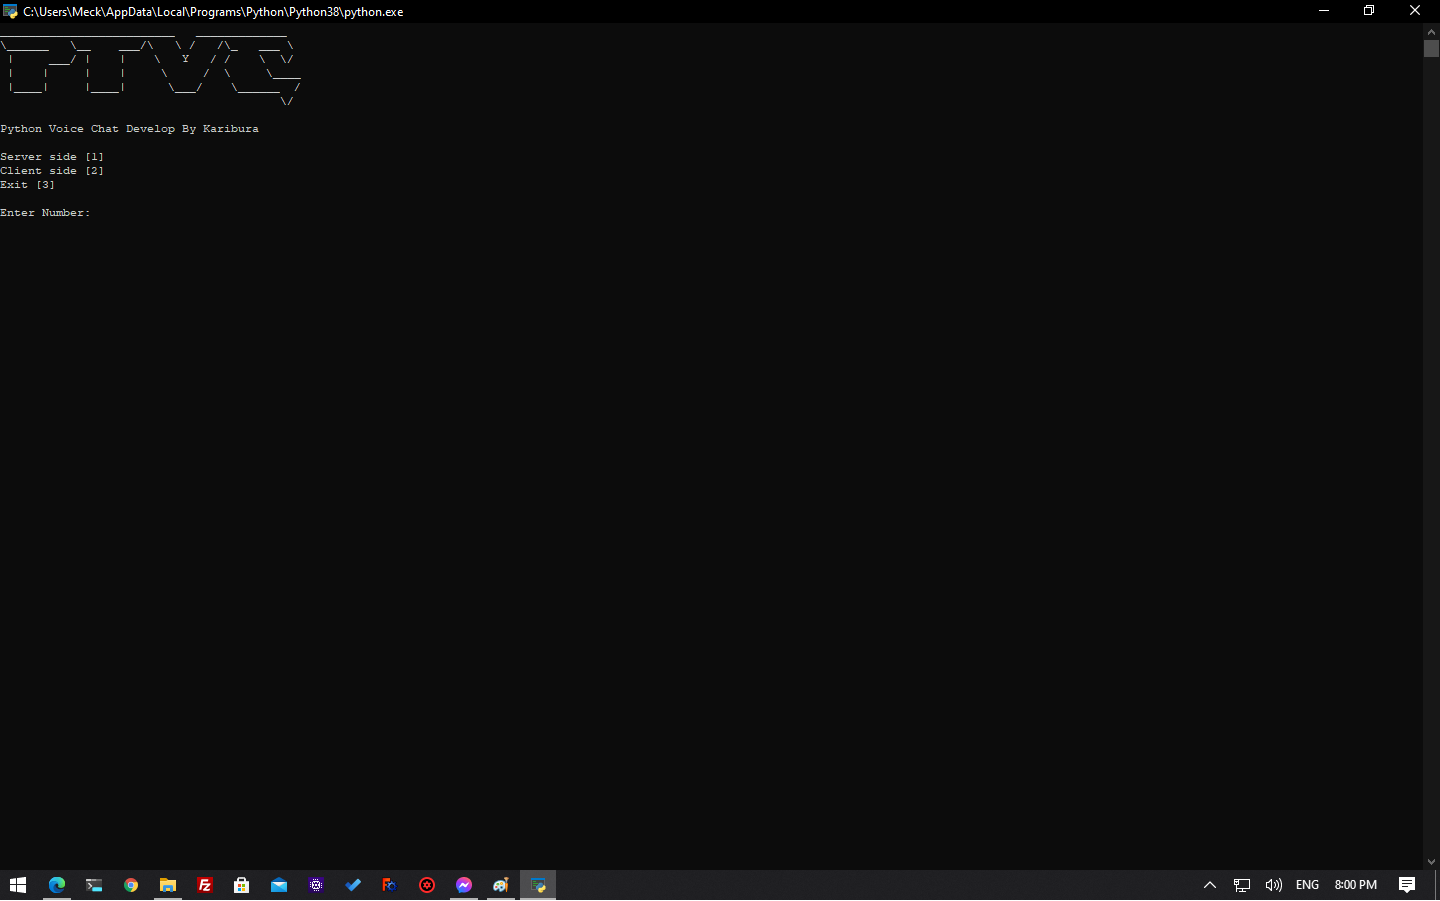 C:\Users\Meck\AppData\Local\Programs\Python\Python38\python.exe
PTVC
Python Voice Chat Develop By Karibura
Server side [1]
Client side [2]
Exit [3]
Enter Number:
ENG
8:00 PM